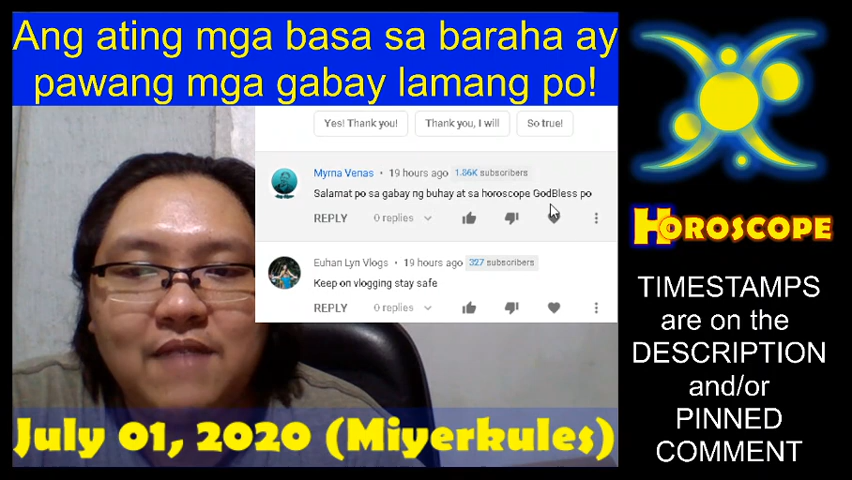 Ang ating mga basa sa baraha ay
pawang mga gabay lamang po!
Yes! Thank you!
Thank you, I will
So true!
Myrna Venas • 19 hours ago 1.86K subscribers
Salamat po sa gabay ng buhay at sa horoscope GodBless po
REPLY 0 replies
Euhan Lyn Vlogs • 19 hours ago 327 subscribers
Keep on vlogging stay safe
REPLY 0 replies
July 01, 2020 (Miyerkules)
HOROSCOPE
TIMESTAMPS
are on the
DESCRIPTION
and/or
PINNED
COMMENT